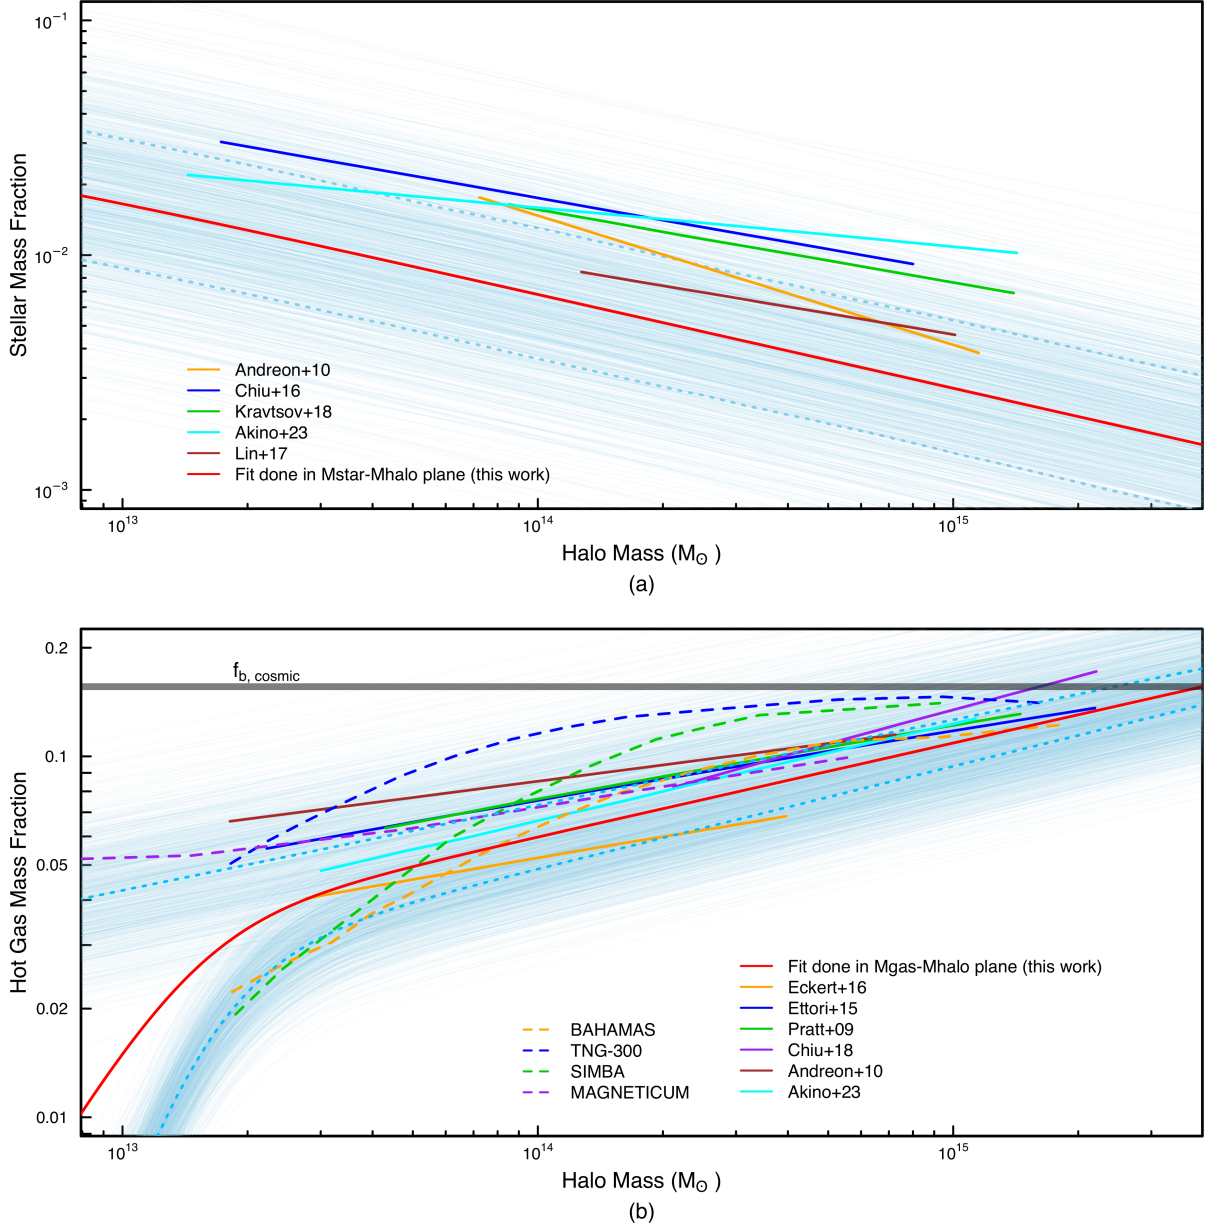 10⁻¹
10⁻²
10⁻³
Stellar Mass Fraction
Andreon+10
Chiu+16
Kravtsov+18
Akino+23
Lin+17
Fit done in Mstar-Mhalo plane (this work)
10¹³
10¹⁴
10¹⁵
Halo Mass (M⊙ )
(a)
0.2
0.1
0.05
0.02
0.01
Hot Gas Mass Fraction
f_b, cosmic
BAHAMAS
TNG-300
SIMBA
MAGNETICUM
Fit done in Mgas-Mhalo plane (this work)
Eckert+16
Ettori+15
Pratt+09
Chiu+18
Andreon+10
Akino+23
10¹³
10¹⁴
10¹⁵
Halo Mass (M⊙ )
(b)